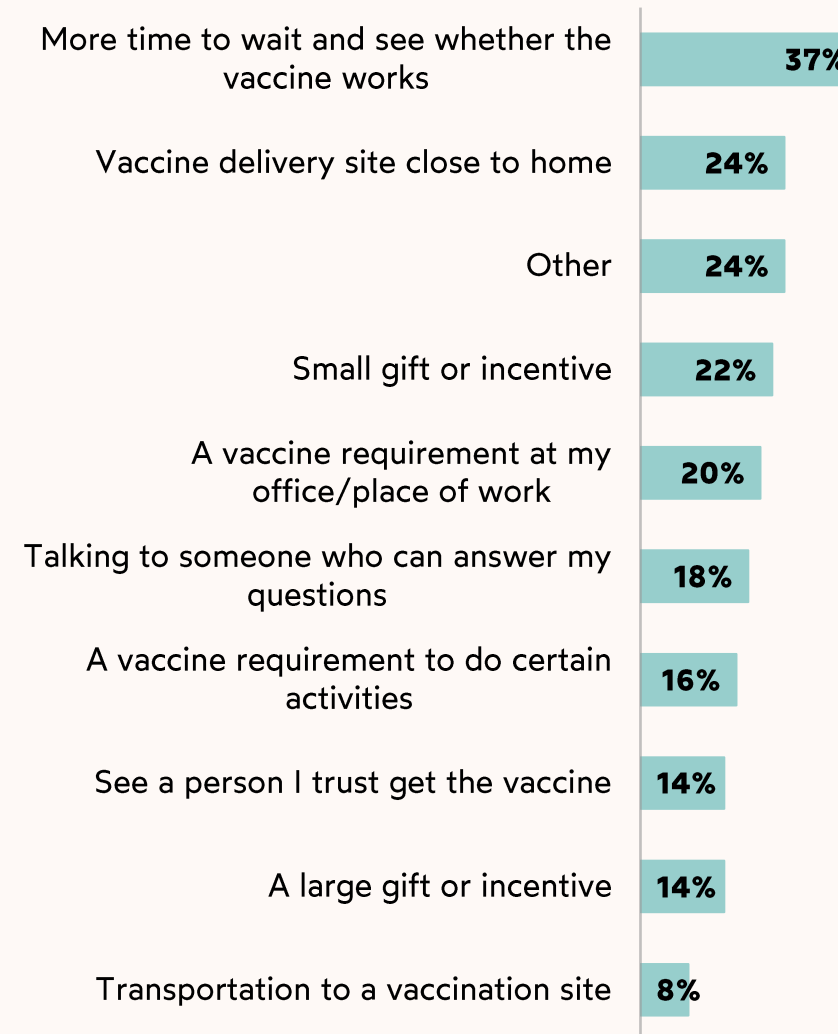 More time to wait and see whether the
vaccine works
37%
Vaccine delivery site close to home
24%
Other
24%
Small gift or incentive
22%
A vaccine requirement at my
office/place of work
20%
Talking to someone who can answer my
questions
18%
A vaccine requirement to do certain
activities
16%
See a person I trust get the vaccine
14%
A large gift or incentive
14%
Transportation to a vaccination site
8%